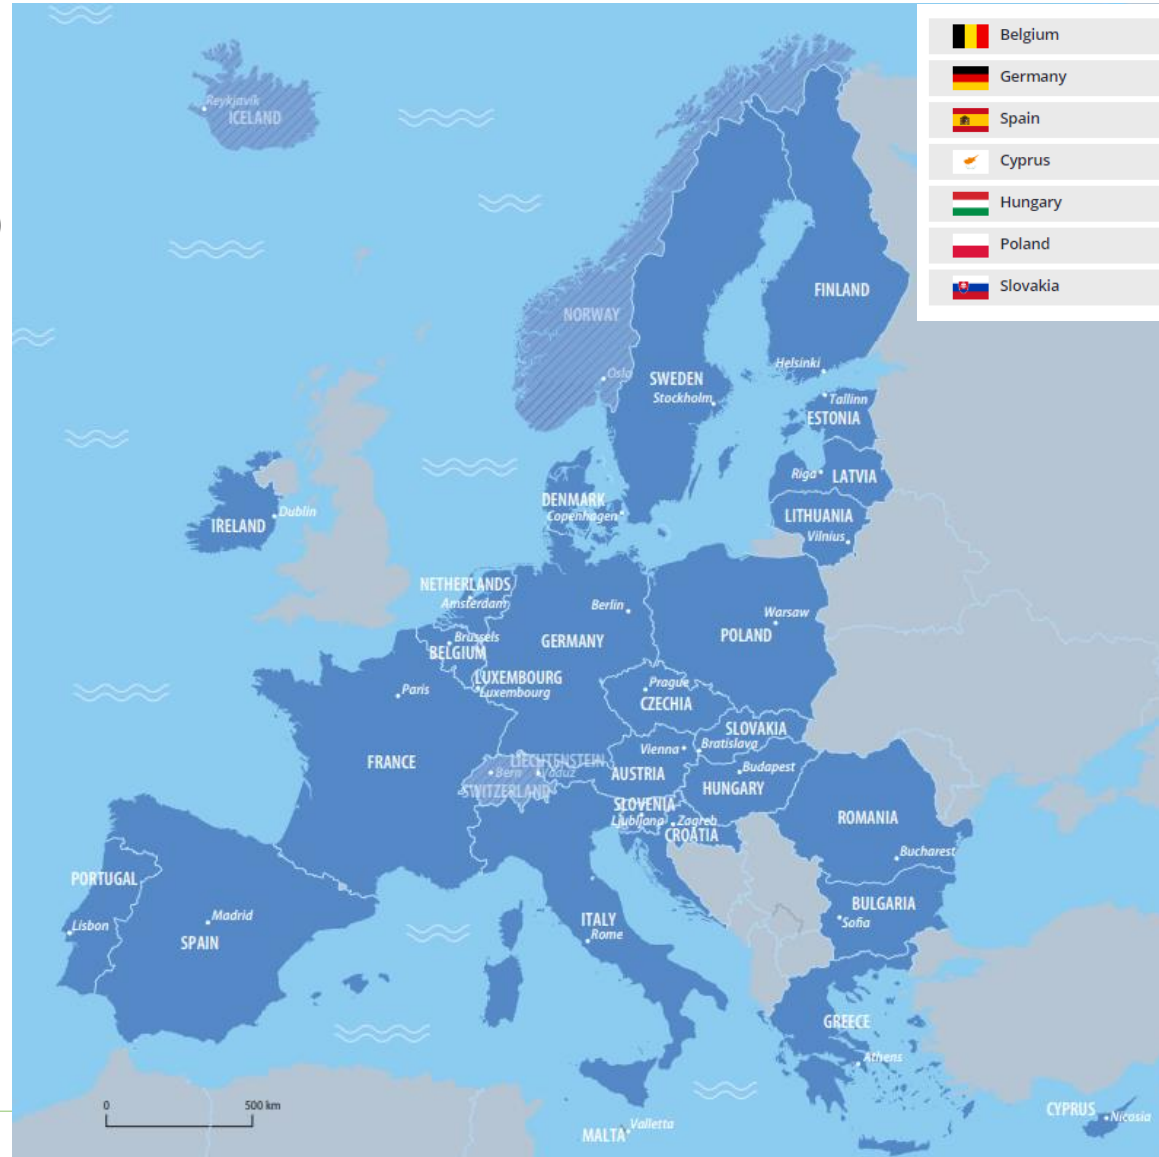 Belgium
Germany
Spain
Cyprus
Hungary
Poland
Slovakia
Reykjavik
ICELAND
FINLAND
NORWAY
Helsinki
Oslo
SWEDEN
Stockholm
Tallinn
ESTONIA
Riga
LATVIA
DENMARK
Copenhagen
Dublin
IRELAND
LITHUANIA
Vilnius
NETHERLANDS
Amsterdam
Berlin
Warsaw
Brussels
BELGIUM
GERMANY
POLAND
LUXEMBOURG
Luxembourg
Paris
Prague
CZECHIA
SLOVAKIA
Vienna
Bratislava
FRANCE
LIECHTENSTEIN
Bern
Vaduz
SWITZERLAND
AUSTRIA
Budapest
HUNGARY
SLOVENIA
Ljubljana
Zagreb
CROATIA
ROMANIA
Bucharest
PORTUGAL
Lisbon
Madrid
SPAIN
ITALY
Rome
BULGARIA
Sofia
GREECE
Athens
0 500 km
MALTA
Valletta
CYPRUS
Nicosia